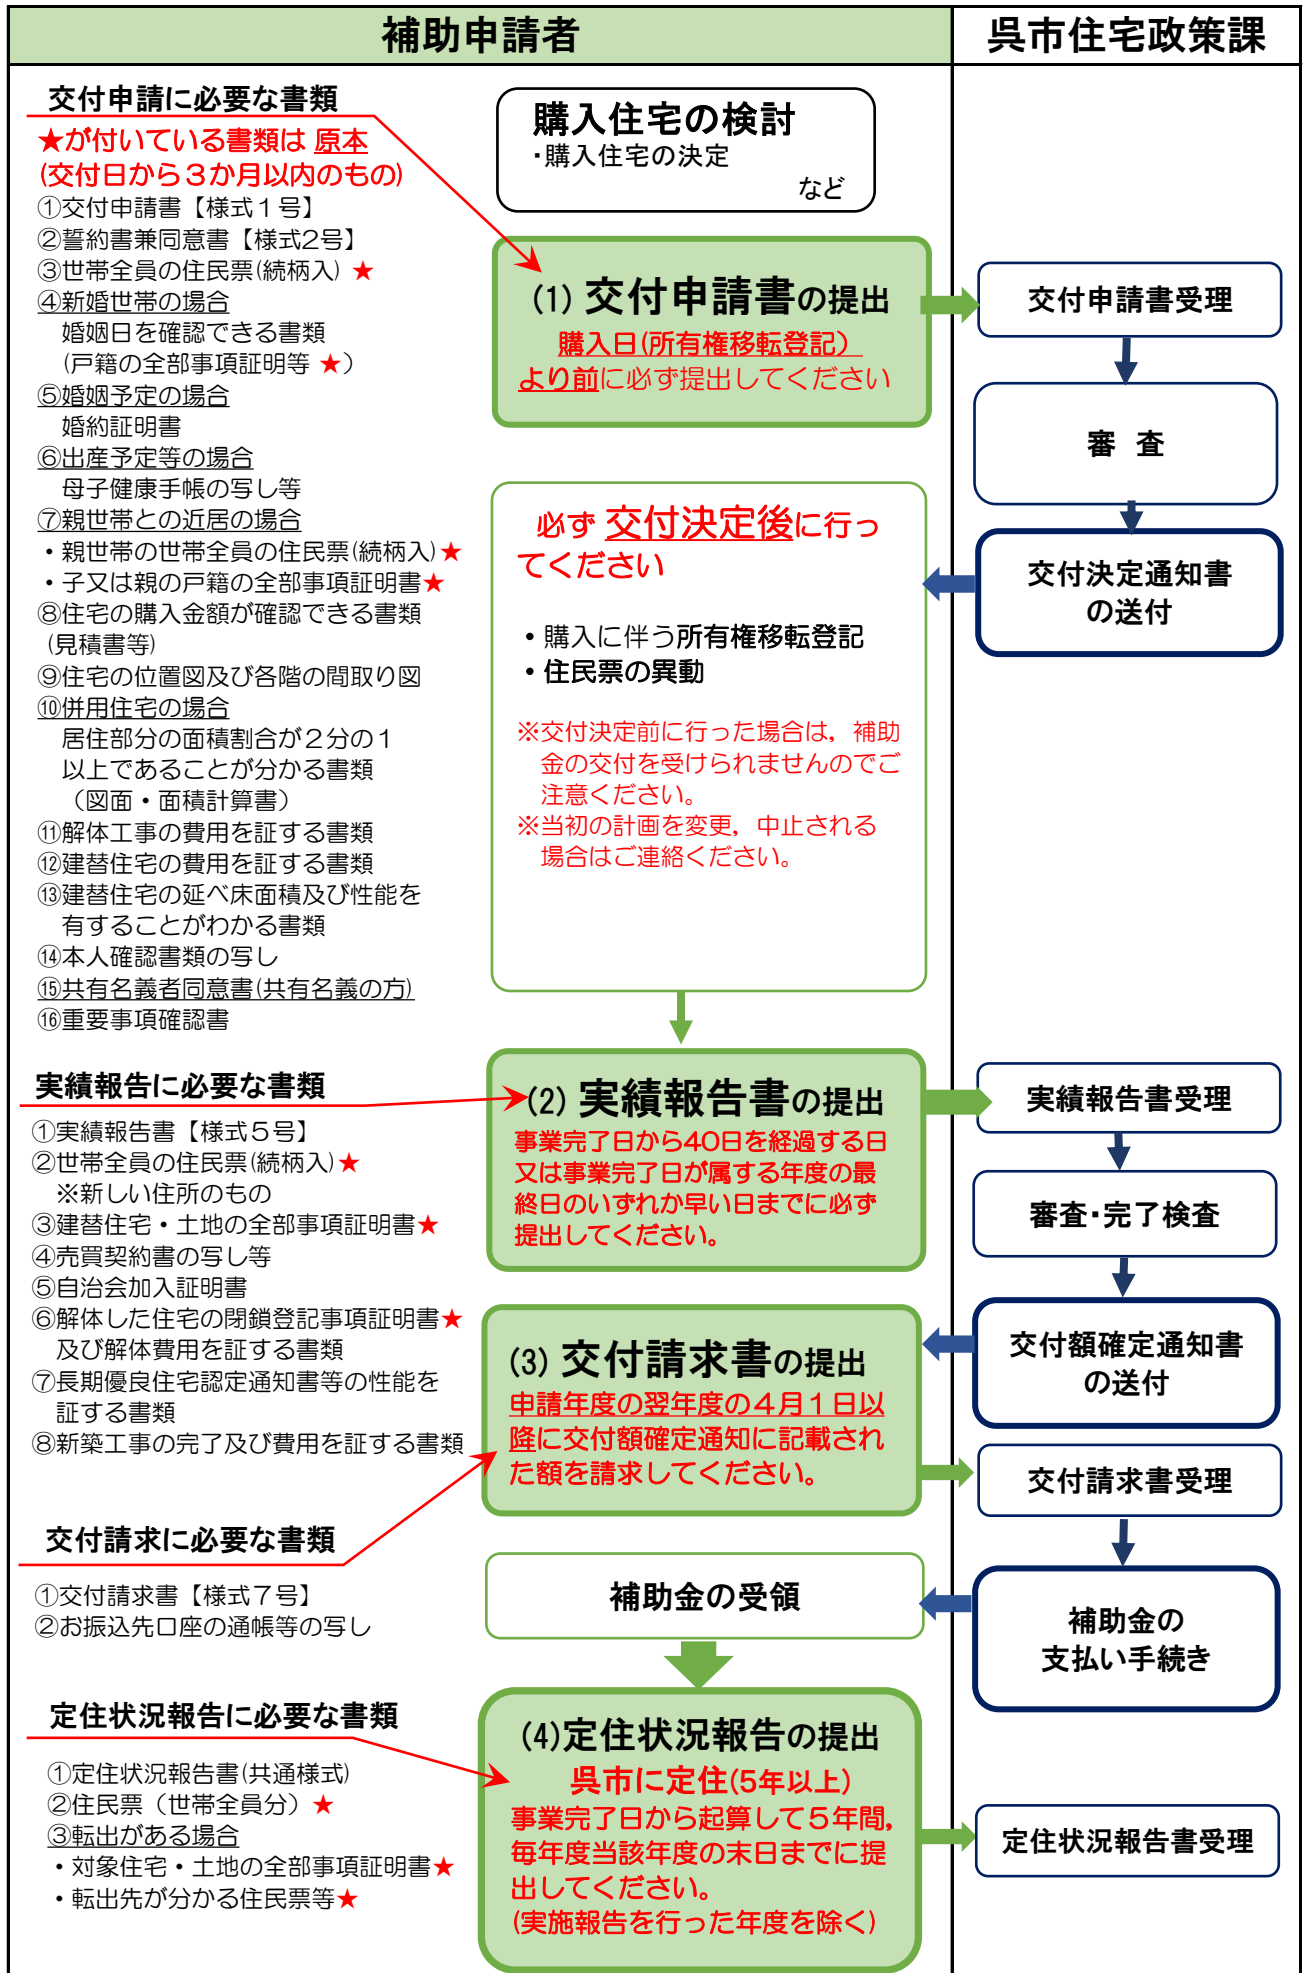 補助申請者
呉市住宅政策課
交付申請に必要な書類
★が付いている書類は 原本
(交付日から３か月以内のもの)
①交付申請書【様式１号】
②誓約書兼同意書【様式2号】
③世帯全員の住民票(続柄入) ★
④新婚世帯の場合
婚姻日を確認できる書類
(戸籍の全部事項証明等 ★）
⑤婚姻予定の場合
婚約証明書
⑥出産予定等の場合
母子健康手帳の写し等
⑦親世帯との近居の場合
・親世帯の世帯全員の住民票(続柄入)★
・子又は親の戸籍の全部事項証明書★
⑧住宅の購入金額が確認できる書類
(見積書等)
⑨住宅の位置図及び各階の間取り図
⑩併用住宅の場合
居住部分の面積割合が２分の１
以上であることが分かる書類
（図面・面積計算書）
⑪解体工事の費用を証する書類
⑫建替住宅の費用を証する書類
⑬建替住宅の延べ床面積及び性能を
有することがわかる書類
⑭本人確認書類の写し
⑮共有名義者同意書(共有名義の方)
⑯重要事項確認書
購入住宅の検討
・購入住宅の決定
など
(1) 交付申請書の提出
購入日(所有権移転登記）
より前に必ず提出してください
交付申請書受理
審 査
交付決定通知書
の送付
必ず 交付決定後に行っ
てください
・購入に伴う所有権移転登記
・住民票の異動
※交付決定前に行った場合は，補助
金の交付を受けられませんのでご
注意ください。
※当初の計画を変更，中止される
場合はご連絡ください。
実績報告に必要な書類
①実績報告書【様式５号】
②世帯全員の住民票(続柄入)★
※新しい住所のもの
③建替住宅・土地の全部事項証明書★
④売買契約書の写し等
⑤自治会加入証明書
⑥解体した住宅の閉鎖登記事項証明書★
及び解体費用を証する書類
⑦長期優良住宅認定通知書等の性能を
証する書類
⑧新築工事の完了及び費用を証する書類
(2) 実績報告書の提出
事業完了日から40日を経過する日
又は事業完了日が属する年度の最
終日のいずれか早い日までに必ず
提出してください。
実績報告書受理
審査・完了検査
交付額確定通知書
の送付
(3) 交付請求書の提出
申請年度の翌年度の４月１日以
降に交付額確定通知に記載され
た額を請求してください。
交付請求書受理
交付請求に必要な書類
①交付請求書【様式７号】
②お振込先口座の通帳等の写し
補助金の受領
補助金の
支払い手続き
定住状況報告に必要な書類
①定住状況報告書(共通様式)
②住民票（世帯全員分）★
③転出がある場合
・対象住宅・土地の全部事項証明書★
・転出先が分かる住民票等★
(4)定住状況報告の提出
呉市に定住(5年以上)
事業完了日から起算して５年間，
毎年度当該年度の末日までに提
出してください。
(実施報告を行った年度を除く)
定住状況報告書受理